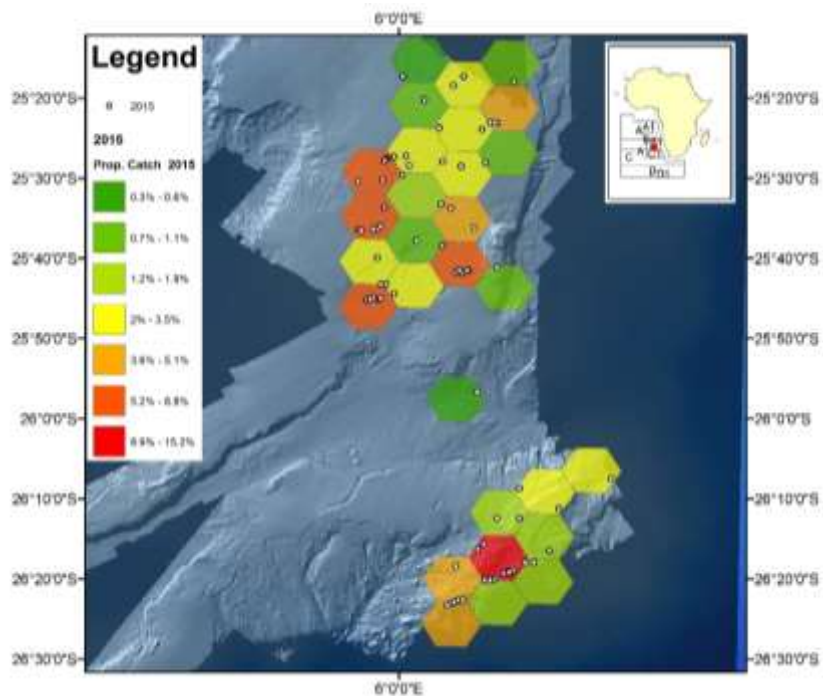 6°0'0"E
Legend
2015
2016
Prop. Catch 2015
0.3% - 0.6%
0.7% - 1.1%
1.2% - 1.9%
2% - 3.5%
3.6% - 5.1%
5.2% - 6.8%
6.9% - 15.2%
25°20'0"S
25°30'0"S
25°40'0"S
25°50'0"S
26°0'0"S
26°10'0"S
26°20'0"S
26°30'0"S
25°20'0"S
25°30'0"S
25°40'0"S
25°50'0"S
26°0'0"S
26°10'0"S
26°20'0"S
26°30'0"S
6°0'0"E